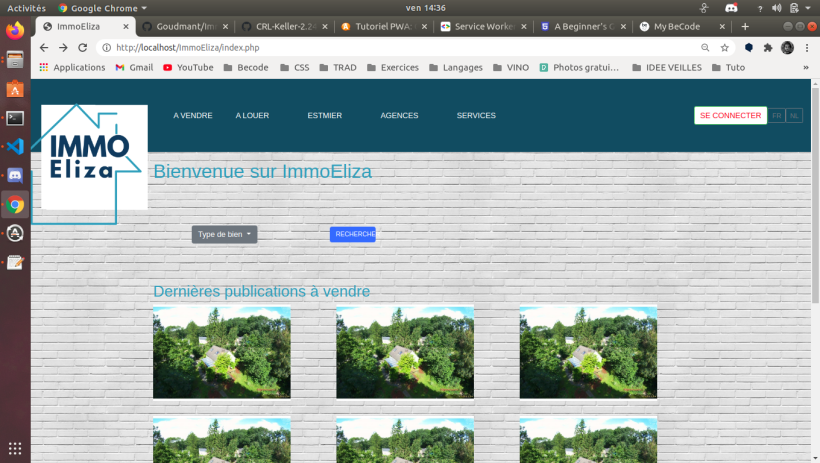 Activités Google Chrome ven 14:36
ImmoEliza Goudmant/Im CRL-Keller-2.2 Tutoriel PWA: Service Worke A Beginner's G My BeCode
http://localhost/ImmoEliza/index.php
Applications Gmail YouTube Becode CSS TRAD Exercices Langages VINO Photos gratui... IDEE VEILLES Tuto »
A VENDRE A LOUER ESTMIER AGENCES SERVICES SE CONNECTER FR NL
IMMO
Eliza
Bienvenue sur ImmoEliza
Type de bien RECHERCHE
Dernières publications à vendre